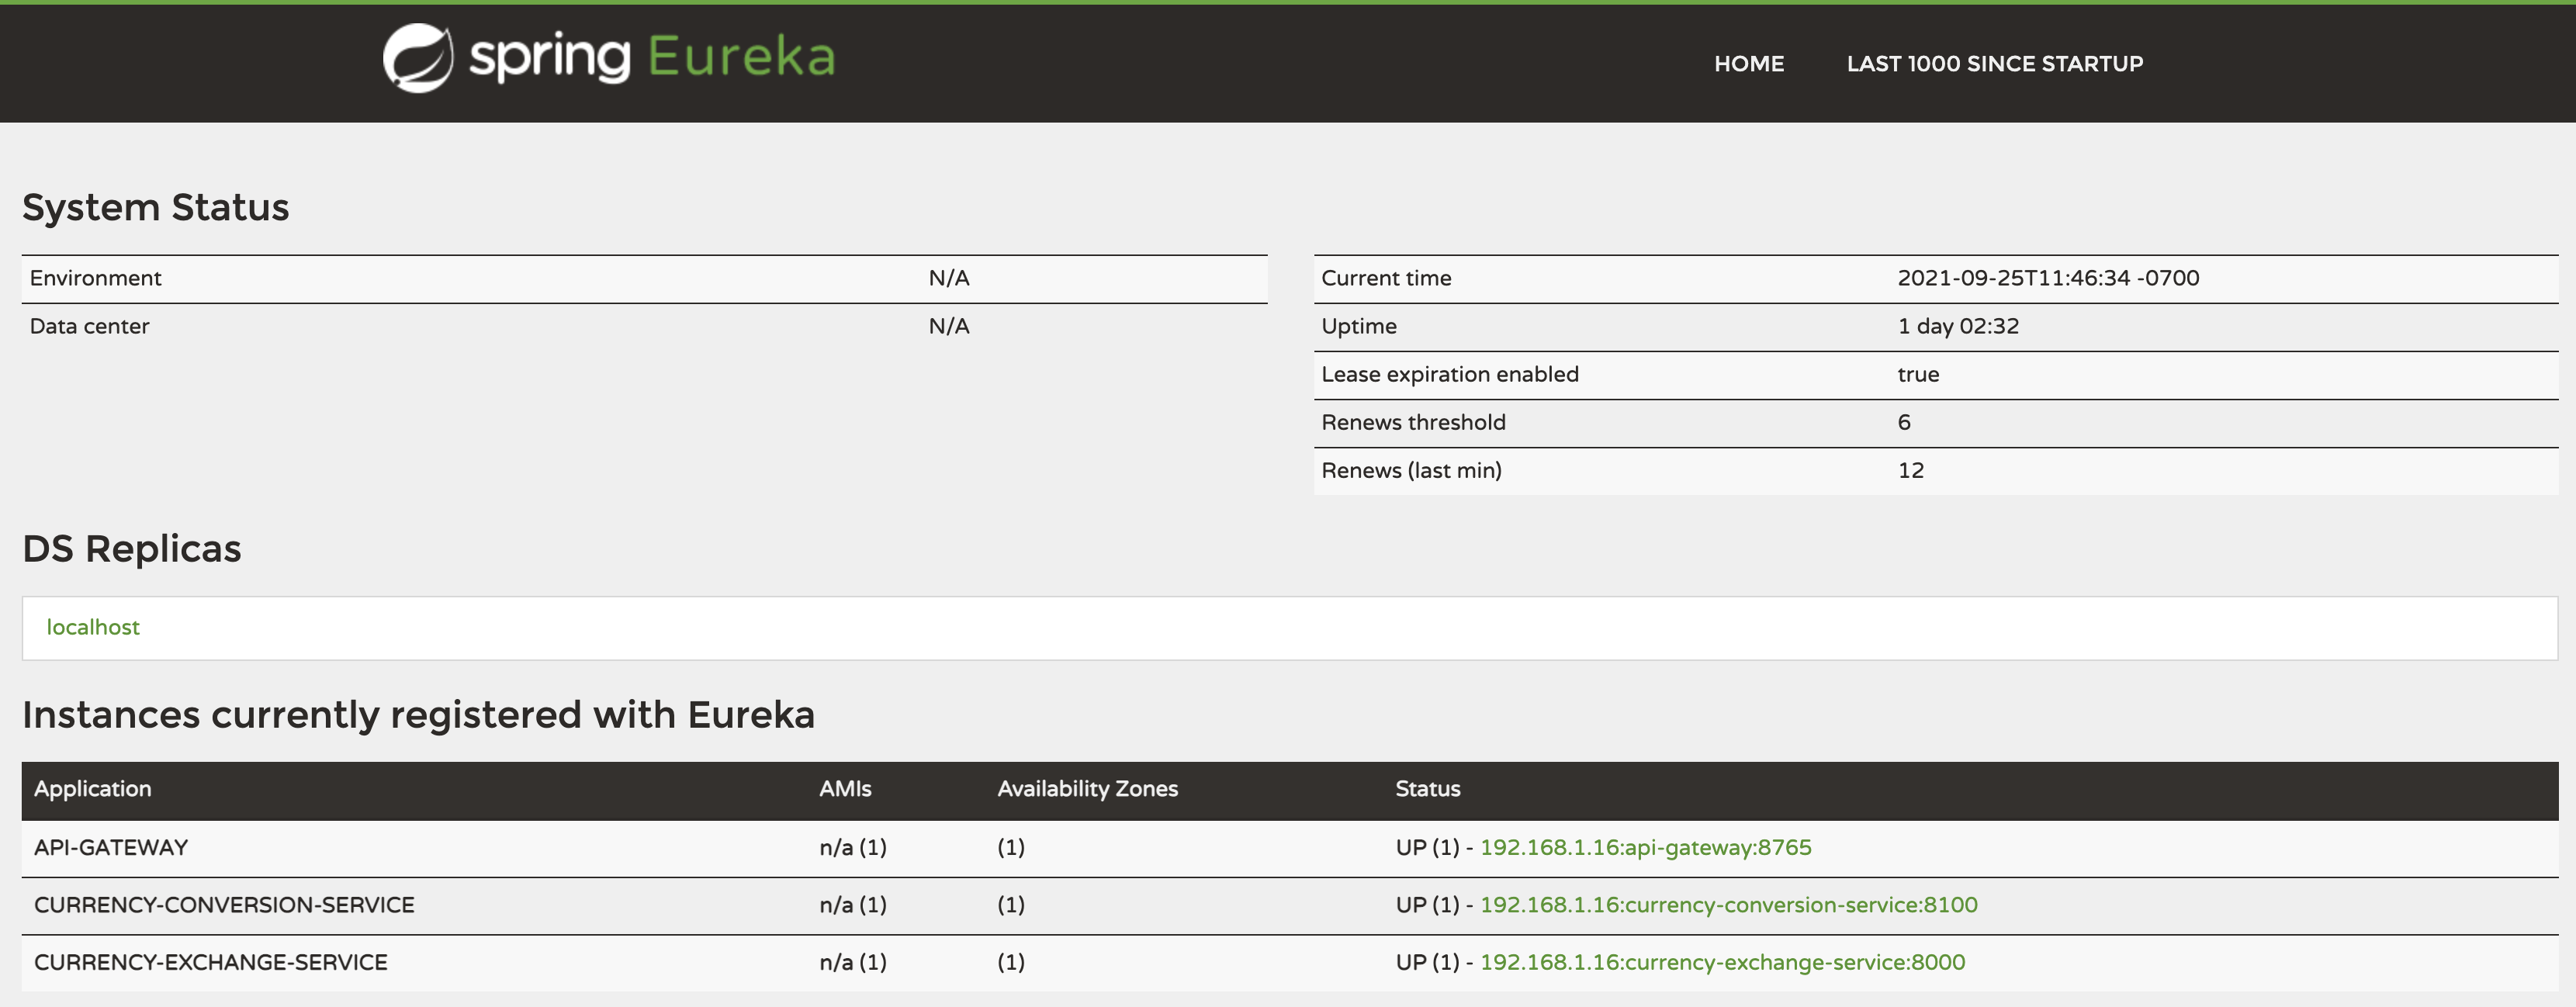 spring Eureka HOME LAST 1000 SINCE STARTUP
System Status
Environment N/A
Data center N/A
Current time 2021-09-25T11:46:34 -0700
Uptime 1 day 02:32
Lease expiration enabled true
Renews threshold 6
Renews (last min) 12
DS Replicas
localhost
Instances currently registered with Eureka
Application AMIs Availability Zones Status
API-GATEWAY n/a (1) (1) UP (1) - 192.168.1.16:api-gateway:8765
CURRENCY-CONVERSION-SERVICE n/a (1) (1) UP (1) - 192.168.1.16:currency-conversion-service:8100
CURRENCY-EXCHANGE-SERVICE n/a (1) (1) UP (1) - 192.168.1.16:currency-exchange-service:8000